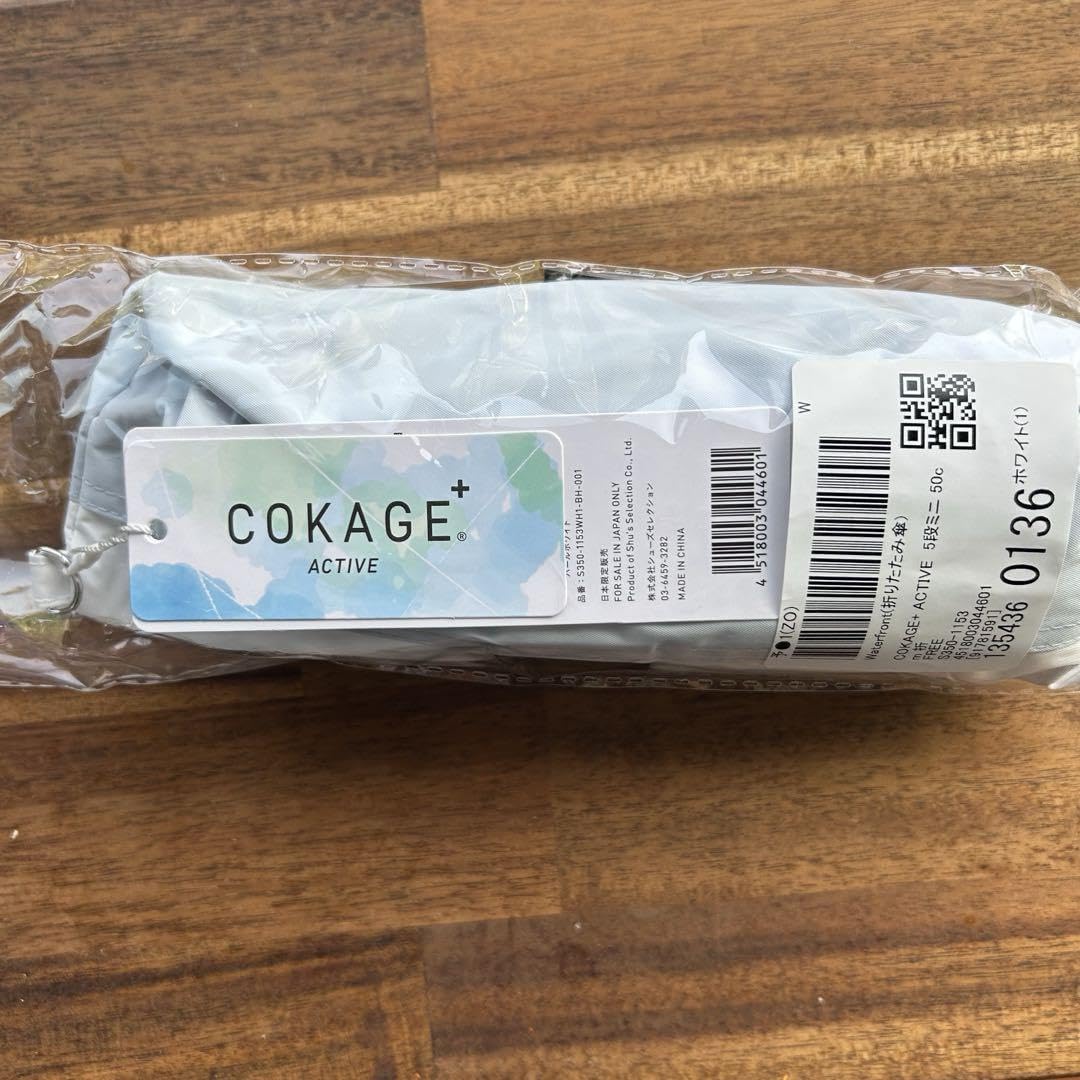 COKAGE+®
ACTIVE
パールホワイト
品番：S350-1153WH1-BH-001
日本限定販売
FOR SALE IN JAPAN ONLY
Product of Shu's Selection Co., Ltd.
株式会社シューズセレクション
03-6459-3282
MADE IN CHINA
4 518003 044601
W
1(ZO)
Waterfront(折りたたみ傘)
COKAGE+ ACTIVE 5段ミニ 50c
m 折
FREE
S350-1153
4518003044601
[91781591]
135436 0136
ホワイト(1)